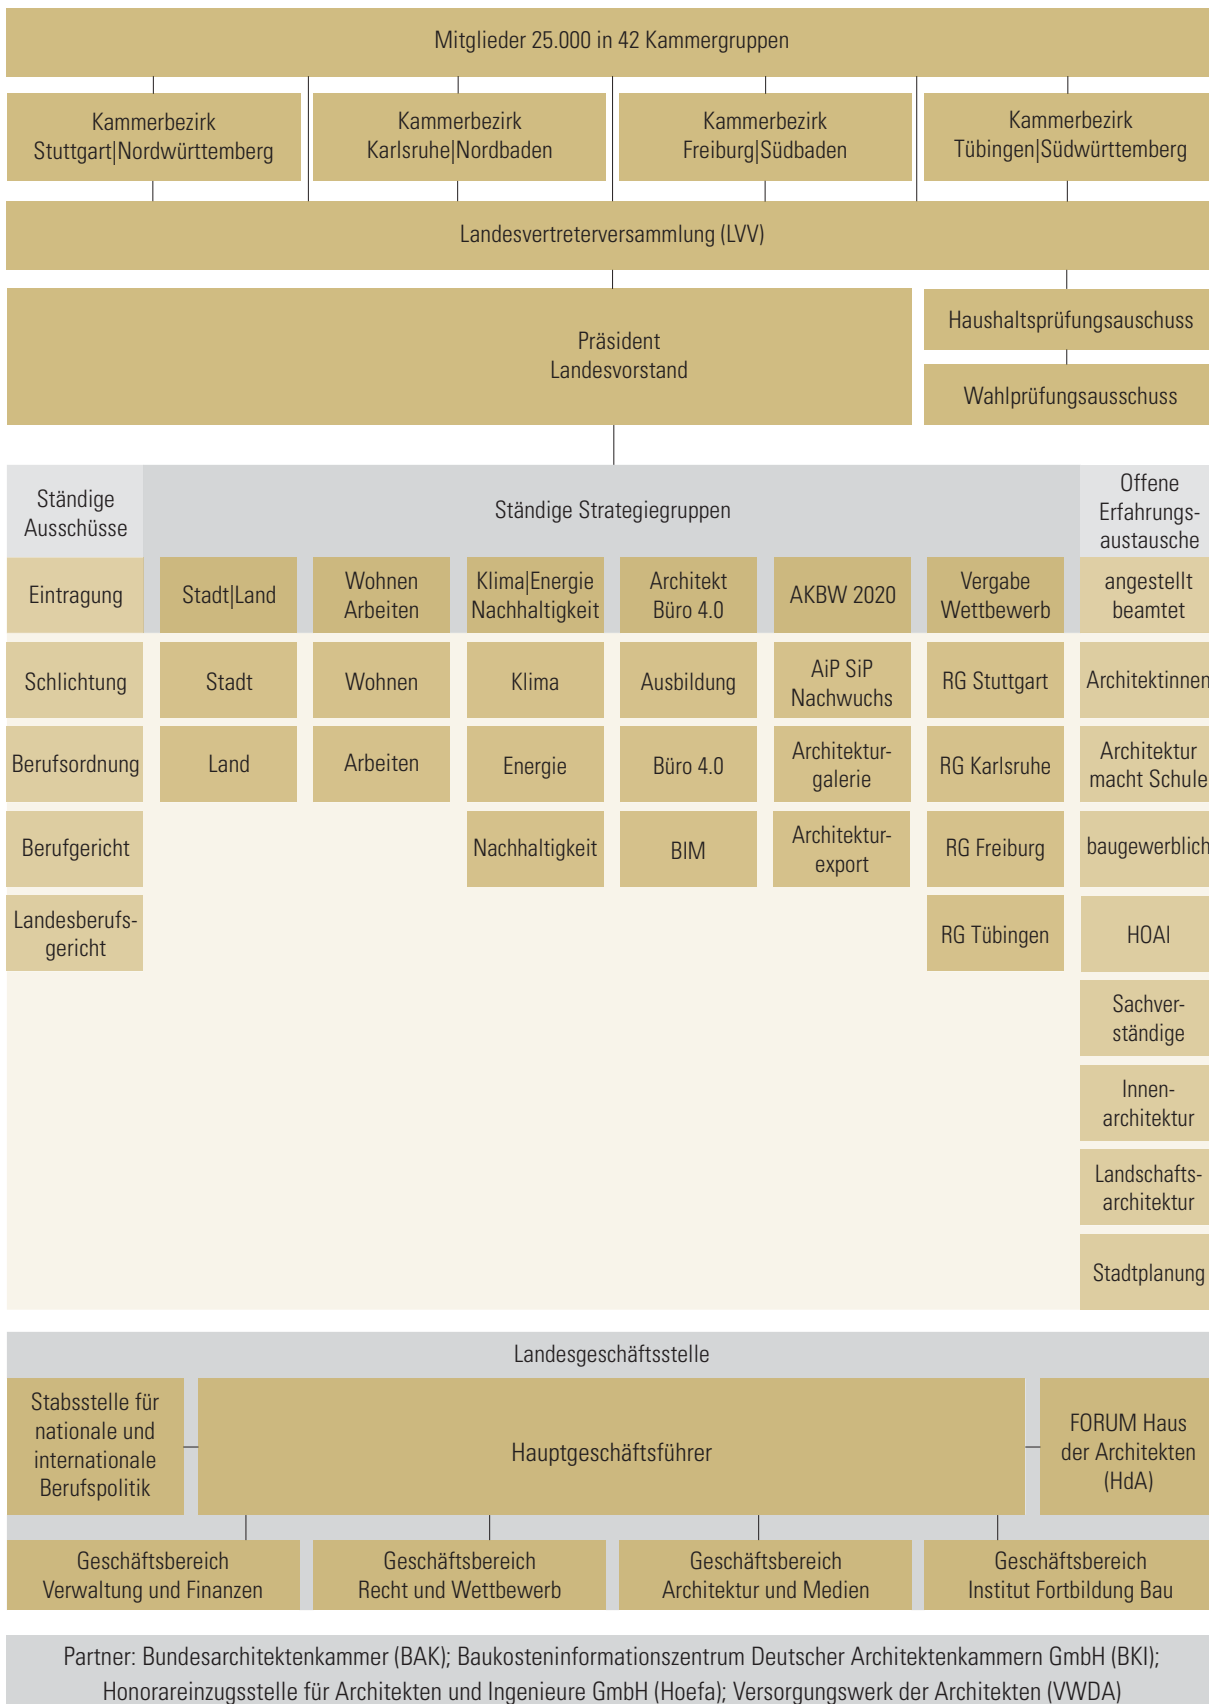 Mitglieder 25.000 in 42 Kammergruppen
Kammerbezirk
Stuttgart|Nordwürttemberg
Kammerbezirk
Karlsruhe|Nordbaden
Kammerbezirk
Freiburg|Südbaden
Kammerbezirk
Tübingen|Südwürttemberg
Landesvertreterversammlung (LVV)
Präsident
Landesvorstand
Haushaltsprüfungsauschuss
Wahlprüfungsausschuss
Ständige
Ausschüsse
Ständige Strategiegruppen
Offene
Erfahrungs-
austausche
Eintragung
Stadt|Land
Wohnen
Arbeiten
Klima|Energie
Nachhaltigkeit
Architekt
Büro 4.0
AKBW 2020
Vergabe
Wettbewerb
angestellt
beamtet
Schlichtung
Stadt
Wohnen
Klima
Ausbildung
AiP SiP
Nachwuchs
RG Stuttgart
Architektinnen
Berufsordnung
Land
Arbeiten
Energie
Büro 4.0
Architektur-
galerie
RG Karlsruhe
Architektur
macht Schule
Berufgericht
Nachhaltigkeit
BIM
Architektur-
export
RG Freiburg
baugewerblich
Landesberufs-
gericht
RG Tübingen
HOAI
Sachver-
ständige
Innen-
architektur
Landschafts-
architektur
Stadtplanung
Landesgeschäftsstelle
Stabsstelle für
nationale und
internationale
Berufspolitik
Hauptgeschäftsführer
FORUM Haus
der Architekten
(HdA)
Geschäftsbereich
Verwaltung und Finanzen
Geschäftsbereich
Recht und Wettbewerb
Geschäftsbereich
Architektur und Medien
Geschäftsbereich
Institut Fortbildung Bau
Partner: Bundesarchitektenkammer (BAK); Baukosteninformationszentrum Deutscher Architektenkammern GmbH (BKI);
Honorareinzugsstelle für Architekten und Ingenieure GmbH (Hoefa); Versorgungswerk der Architekten (VWDA)